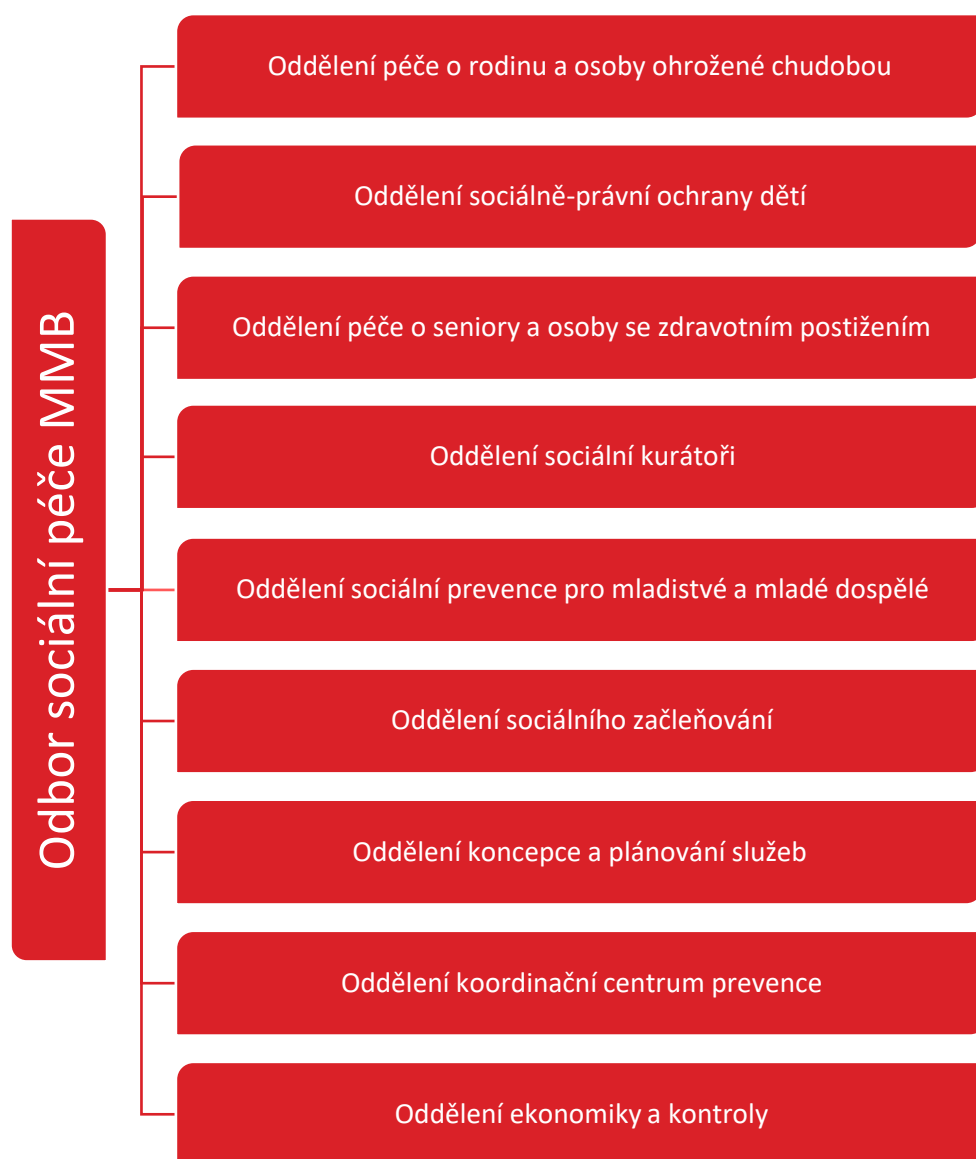 Odbor sociální péče MMB
Oddělení péče o rodinu a osoby ohrožené chudobou
Oddělení sociálně-právní ochrany dětí
Oddělení péče o seniory a osoby se zdravotním postižením
Oddělení sociální kurátoři
Oddělení sociální prevence pro mladistvé a mladé dospělé
Oddělení sociálního začleňování
Oddělení koncepce a plánování služeb
Oddělení koordinační centrum prevence
Oddělení ekonomiky a kontroly